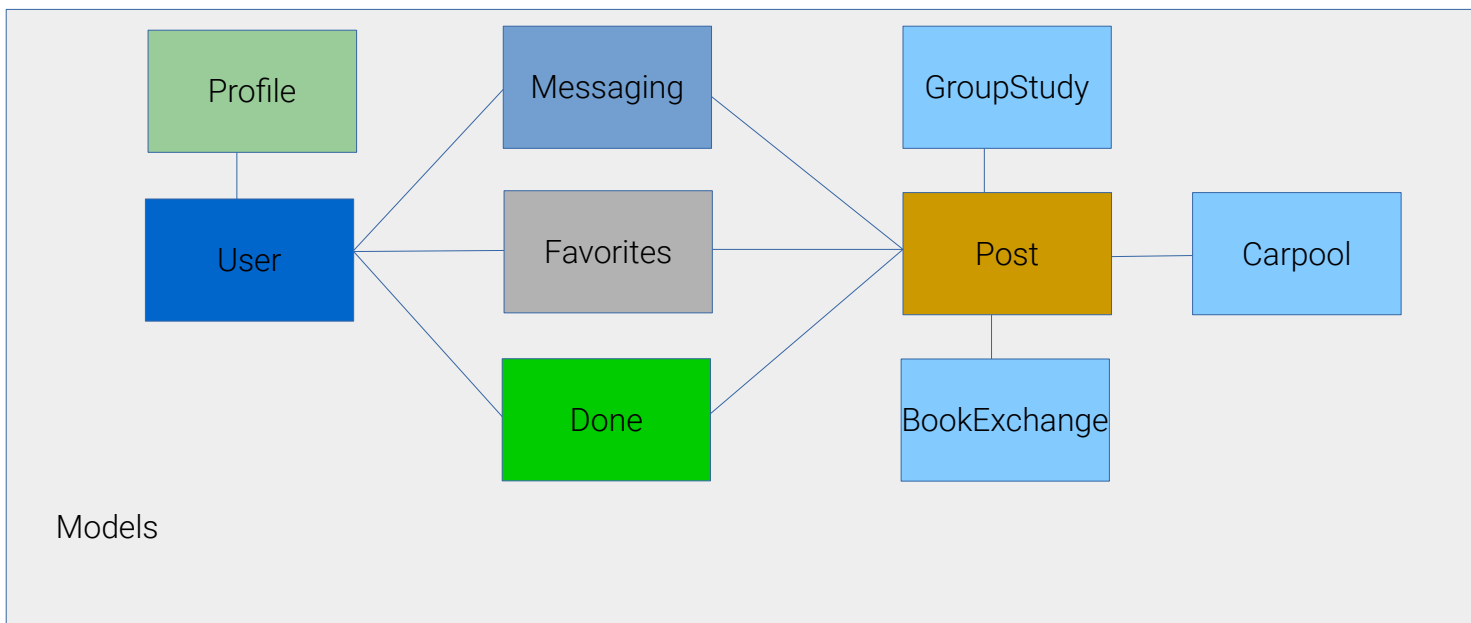 Profile
Messaging
GroupStudy
User
Favorites
Post
Carpool
Done
BookExchange
Models